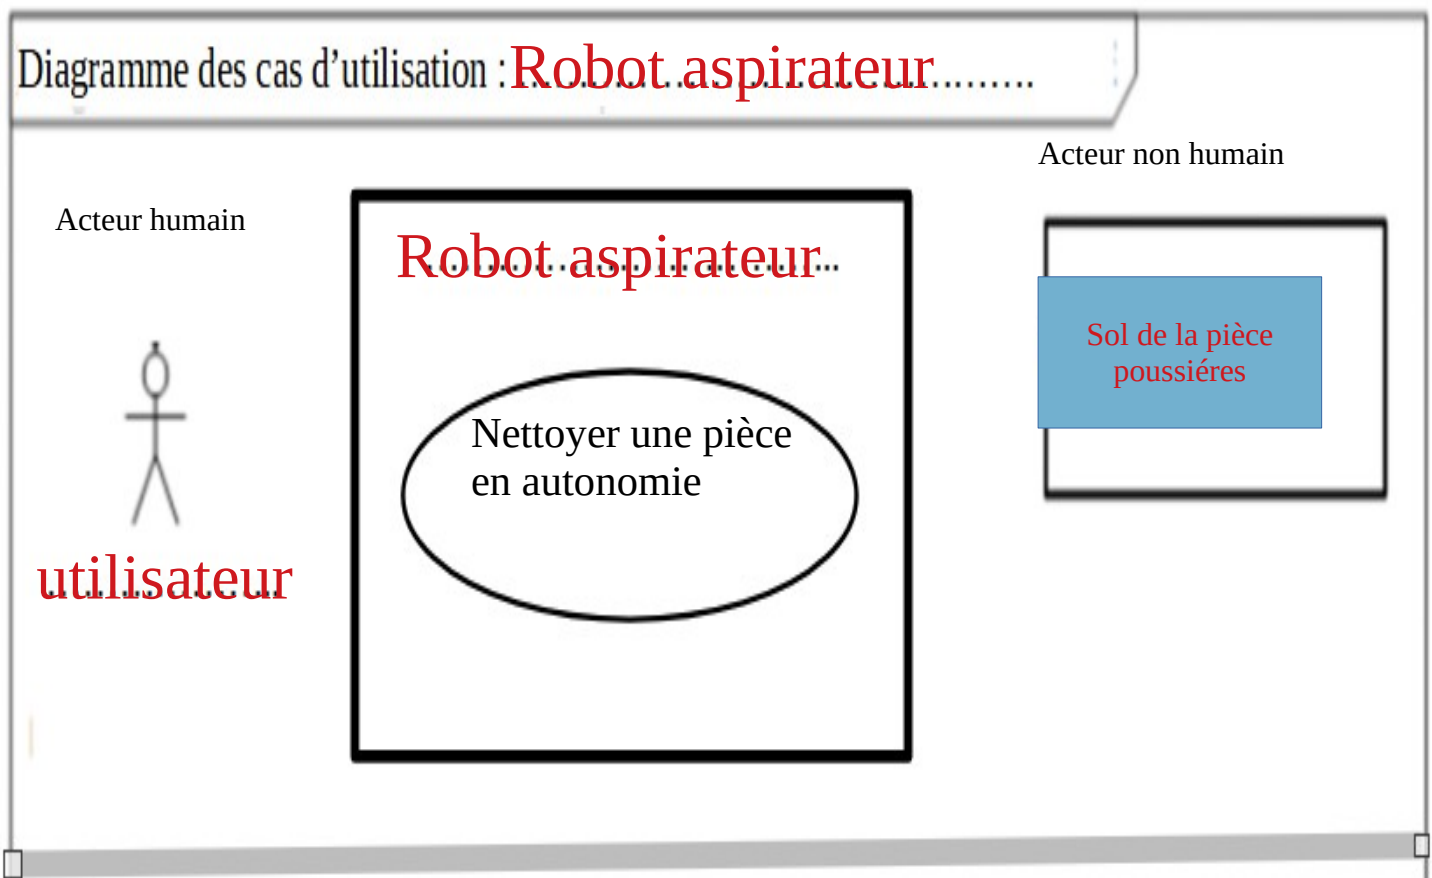 Diagramme des cas d’utilisation : Robot aspirateur........
Acteur non humain
Acteur humain
Robot aspirateur...
Sol de la pièce
poussiéres
Nettoyer une pièce
en autonomie
utilisateur